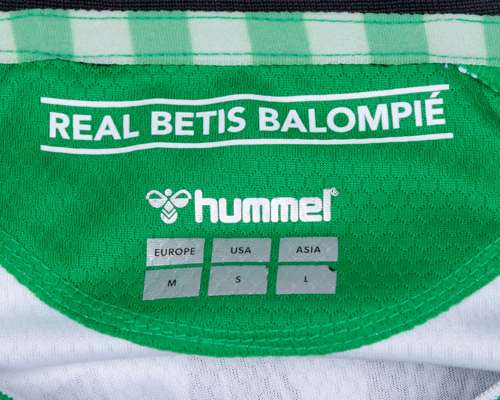 REAL BETIS BALOMPIÉ
hummel®
EUROPE USA ASIA
M S L